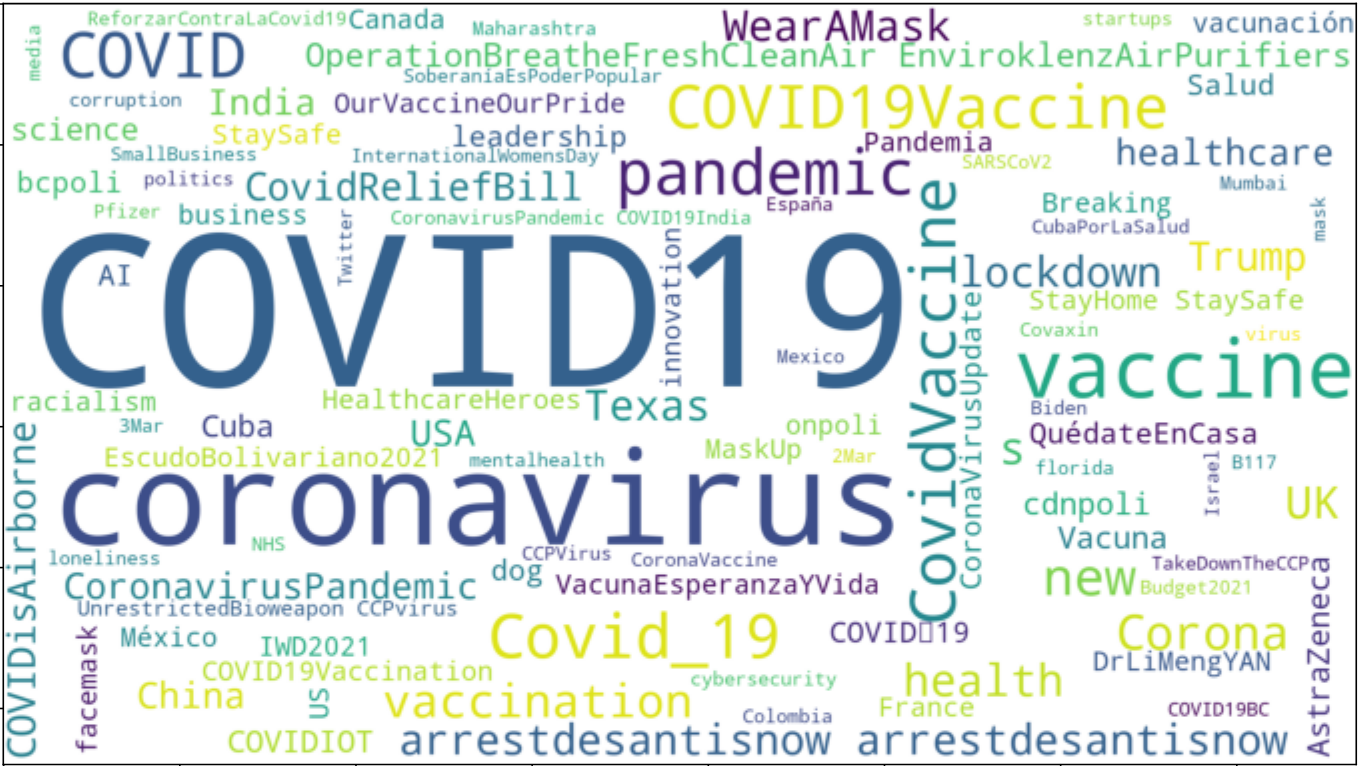 ReforzarContraLaCovid19
Canada
Maharashtra
WearAMask
startups
vacunación
media
COVID
OperationBreatheFreshCleanAir EnviroklenzAirPurifiers
SoberaníaEsPoderPopular
Salud
corruption
India
OurVaccineOurPride
COVID19Vaccine
science
StaySafe
leadership
Pandemia
healthcare
SmallBusiness
InternationalWomensDay
pandemic
SARSCoV2
bcpoli
politics
CovidReliefBill
Mumbai
Pfizer
business
Twitter
CoronavirusPandemic COVID19India
España
CovidVaccine
Breaking
mask
CubaPorLaSalud
COVID19
AI
innovation
Mexico
lockdown
Trump
CoronaVirusUpdate
StayHome StaySafe
Covaxin
virus
vaccine
racialism
HealthcareHeroes
Texas
Biden
3Mar
Cuba
USA
onpoli
QuédateEnCasa
COVIDisAirborne
EscudoBolivariano2021
mentalhealth
MaskUp
2Mar
s
florida
Israel
B117
coronavirus
cdnpoli
UK
NHS
Vacuna
loneliness
CCPVirus
CoronaVaccine
CoronavirusPandemic
dog
VacunaEsperanzaYVida
new
TakeDownTheCCP
Budget2021
AstraZeneca
UnrestrictedBioweapon CCPvirus
facemask
México
IWD2021
Covid_19
COVID▯19
Corona
COVID19Vaccination
cybersecurity
health
DrLiMengYAN
China
US
vaccination
Colombia
France
COVID19BC
COVIDIOT
arrestdesantisnow arrestdesantisnow